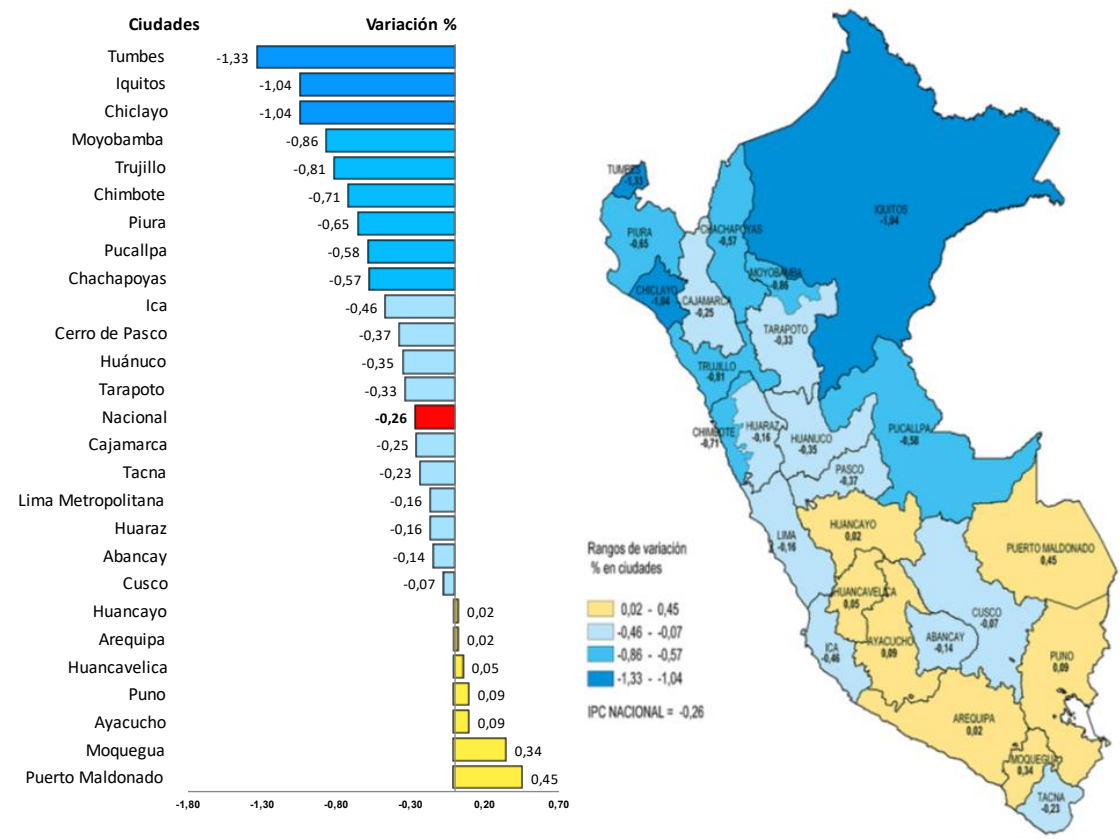 Ciudades Variación %
Tumbes -1,33
Iquitos -1,04
Chiclayo -1,04
Moyobamba -0,86
Trujillo -0,81
Chimbote -0,71
Piura -0,65
Pucallpa -0,58
Chachapoyas -0,57
Ica -0,46
Cerro de Pasco -0,37
Huánuco -0,35
Tarapoto -0,33
Nacional -0,26
Cajamarca -0,25
Tacna -0,23
Lima Metropolitana -0,16
Huaraz -0,16
Abancay -0,14
Cusco -0,07
Huancayo 0,02
Arequipa 0,02
Huancavelica 0,05
Puno 0,09
Ayacucho 0,09
Moquegua 0,34
Puerto Maldonado 0,45
-1,80 -1,30 -0,80 -0,30 0,20 0,70
TUMBES
-1,33
IQUITOS
-1,04
PIURA
-0,65
CHACHAPOYAS
-0,57
MOYOBAMBA
-0,86
CHICLAYO
-1,04
CAJAMARCA
-0,25
TARAPOTO
-0,33
TRUJILLO
-0,81
CHIMBOTE
-0,71
HUARAZ
-0,16
HUANUCO
-0,35
PUCALLPA
-0,58
PASCO
-0,37
HUANCAYO
0,02
LIMA
-0,16
PUERTO MALDONADO
0,45
HUANCAVELICA
0,05
CUSCO
-0,07
ICA
-0,46
AYACUCHO
0,09
ABANCAY
-0,14
PUNO
0,09
AREQUIPA
0,02
MOQUEGUA
0,34
TACNA
-0,23
Rangos de variación
% en ciudades
0,02 - 0,45
-0,46 - -0,07
-0,86 - -0,57
-1,33 - -1,04
IPC NACIONAL = -0,26